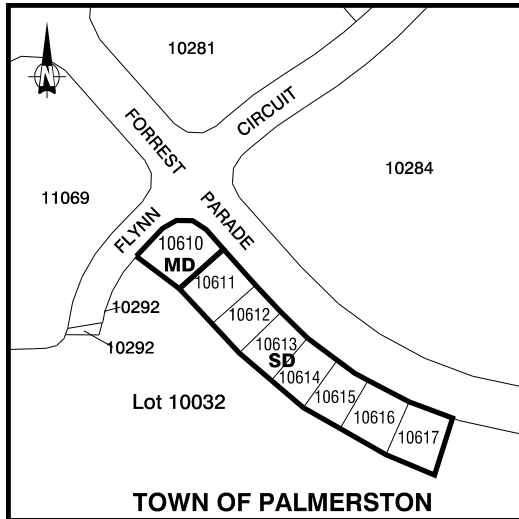 10281
N
FORREST PARADE
FLYNN CIRCUIT
10284
11069
10610
MD
10611
10292
10612
10613
SD
10292
10614
10615
Lot 10032
10616
10617
TOWN OF PALMERSTON